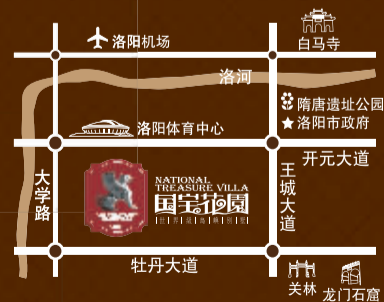 洛阳机场
白马寺
洛河
隋唐遗址公园
洛阳市政府
洛阳体育中心
开元大道
大学路
NATIONAL
TREASURE VILLA
国宝花園
王城大道
牡丹大道
关林
龙门石窟